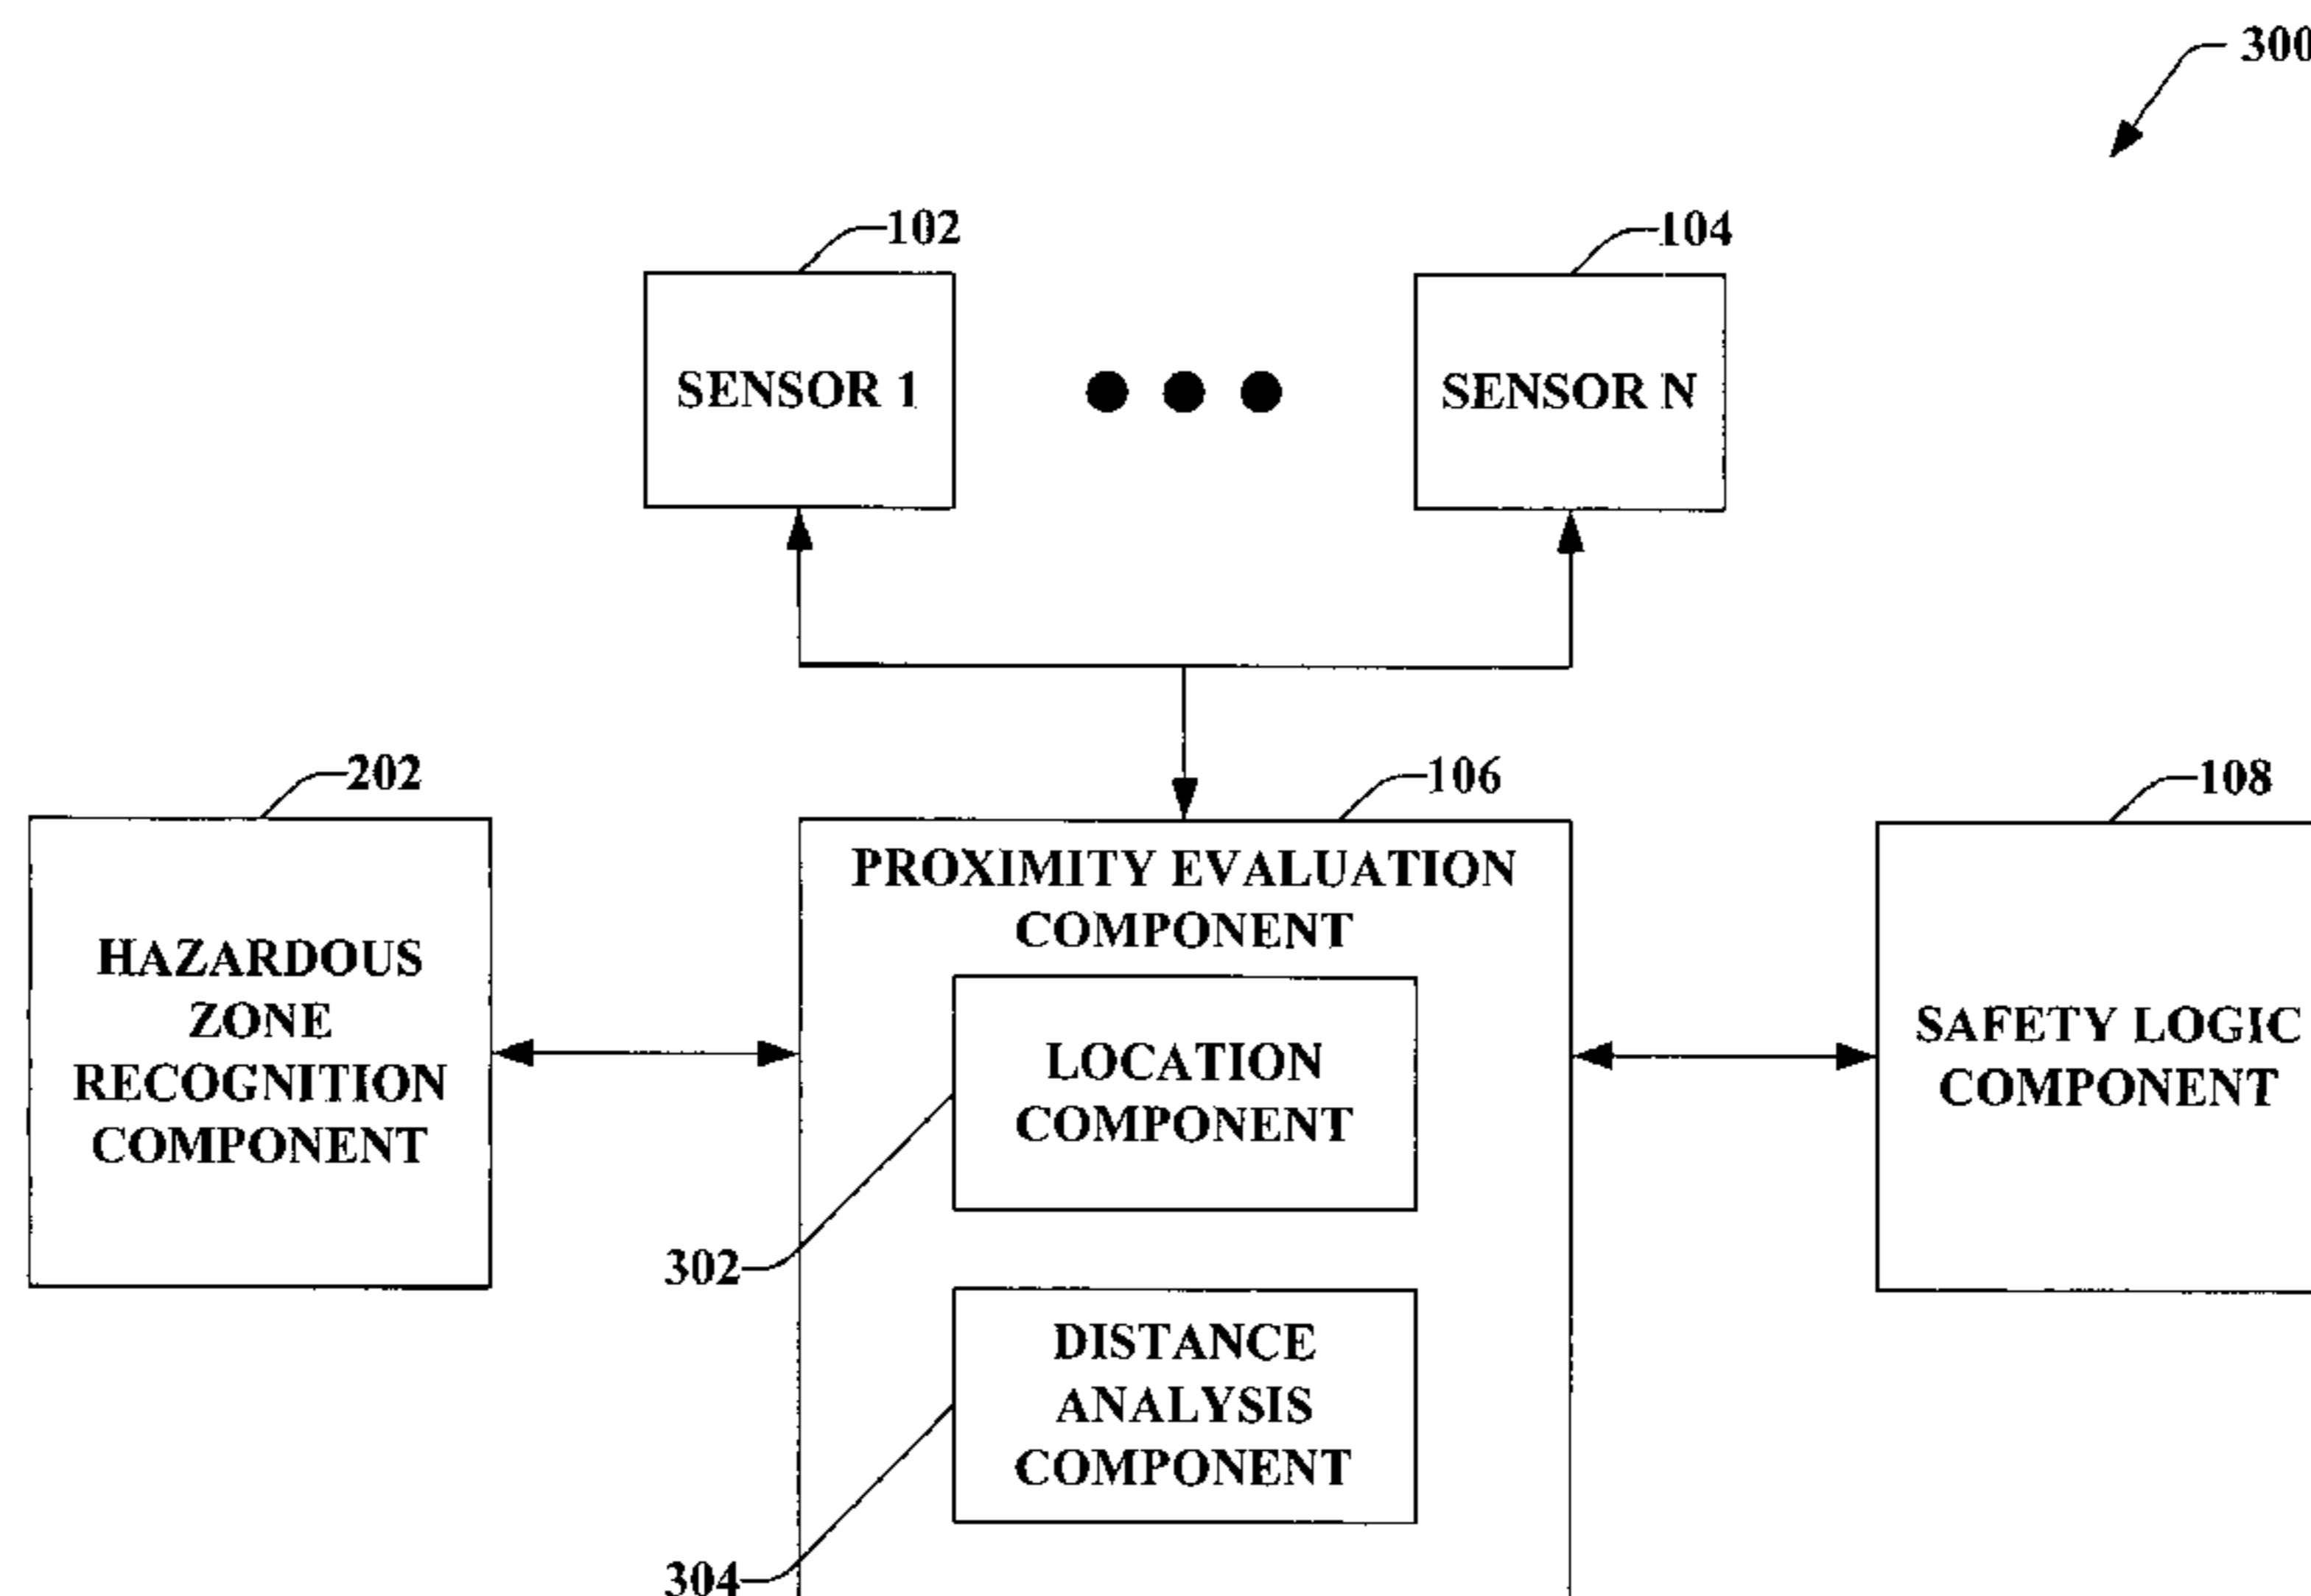 300
102
104
SENSOR 1
SENSOR N
202
106
108
PROXIMITY EVALUATION
COMPONENT
HAZARDOUS
ZONE
RECOGNITION
COMPONENT
LOCATION
COMPONENT
SAFETY LOGIC
COMPONENT
302
DISTANCE
ANALYSIS
COMPONENT
304